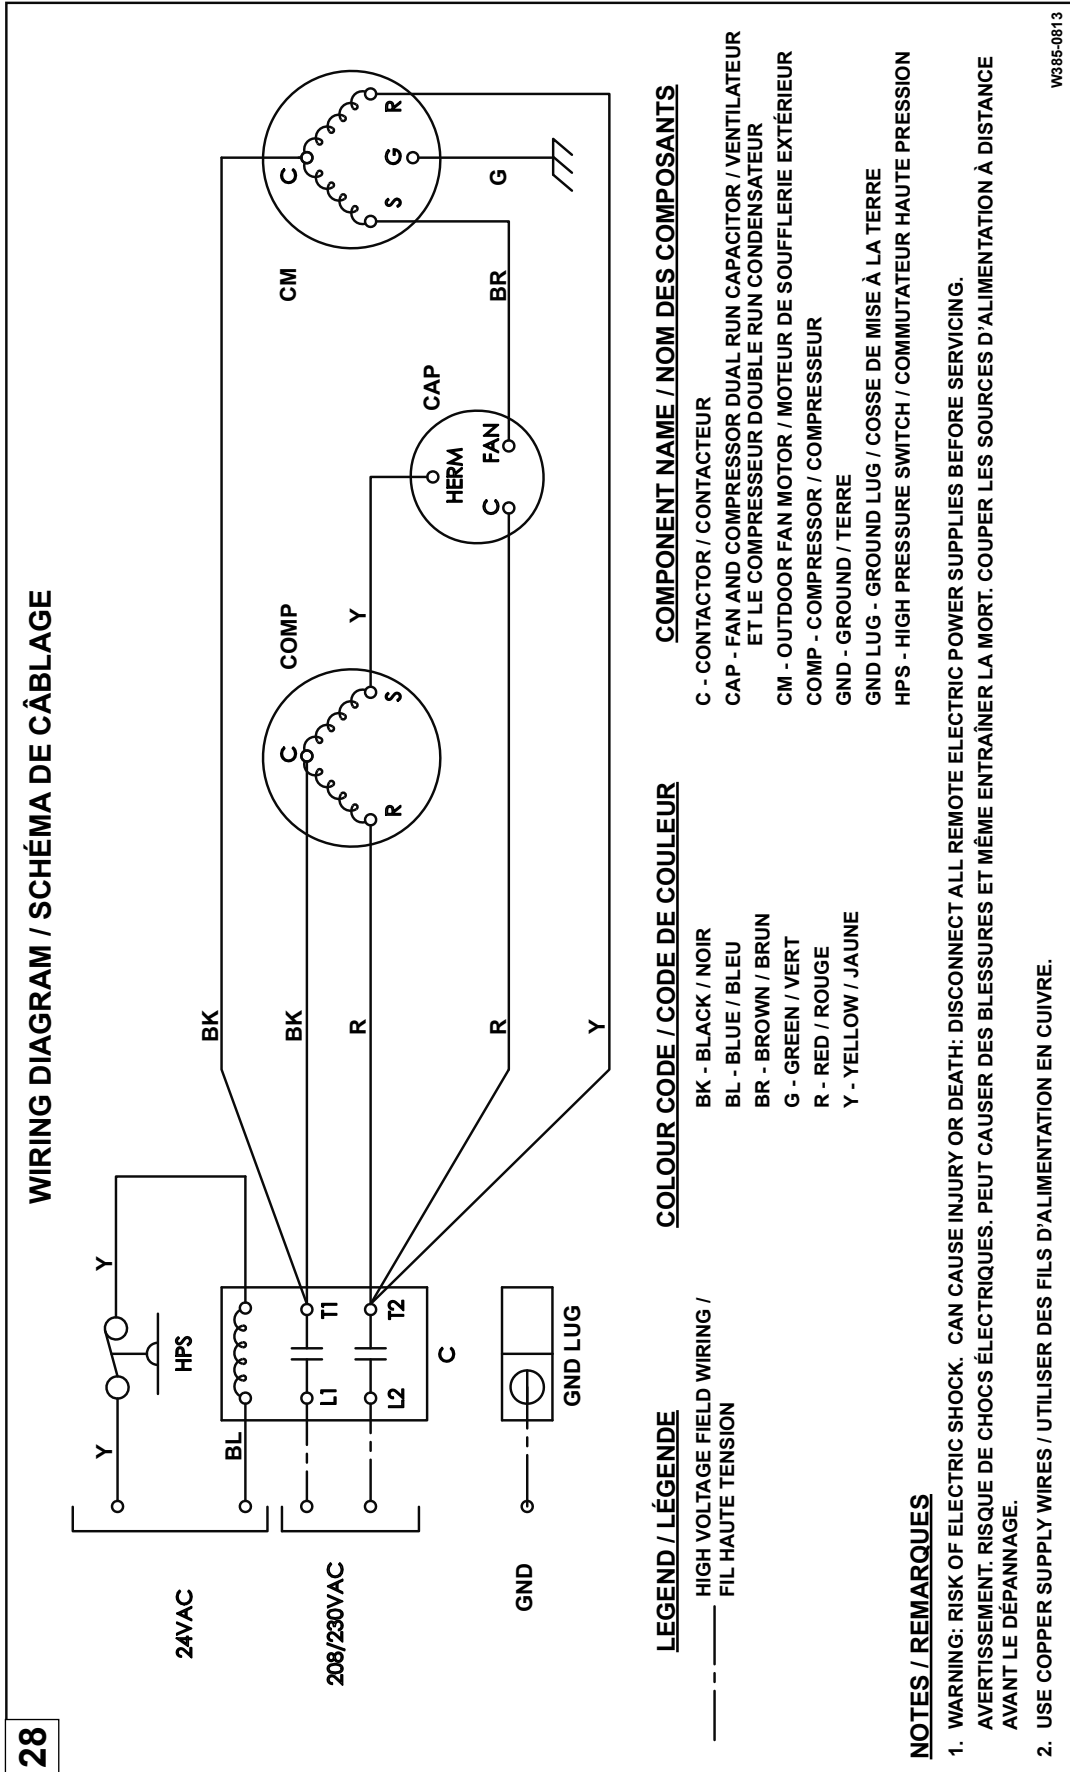 28
WIRING DIAGRAM / SCHÉMA DE CÂBLAGE
24VAC
Y
Y
HPS
BL
208/230VAC
L1
T1
L2
T2
C
GND
GND LUG
BK
BK
R
R
Y
COMP
C
R
S
Y
CAP
HERM
C
FAN
BR
CM
C
S
G
R
G
LEGEND / LÉGENDE
HIGH VOLTAGE FIELD WIRING /
FIL HAUTE TENSION
COLOUR CODE / CODE DE COULEUR
BK - BLACK / NOIR
BL - BLUE / BLEU
BR - BROWN / BRUN
G - GREEN / VERT
R - RED / ROUGE
Y - YELLOW / JAUNE
COMPONENT NAME / NOM DES COMPOSANTS
C - CONTACTOR / CONTACTEUR
CAP - FAN AND COMPRESSOR DUAL RUN CAPACITOR / VENTILATEUR
ET LE COMPRESSEUR DOUBLE RUN CONDENSATEUR
CM - OUTDOOR FAN MOTOR / MOTEUR DE SOUFFLERIE EXTÉRIEUR
COMP - COMPRESSOR / COMPRESSEUR
GND - GROUND / TERRE
GND LUG - GROUND LUG / COSSE DE MISE À LA TERRE
HPS - HIGH PRESSURE SWITCH / COMMUTATEUR HAUTE PRESSION
NOTES / REMARQUES
1. WARNING: RISK OF ELECTRIC SHOCK. CAN CAUSE INJURY OR DEATH: DISCONNECT ALL REMOTE ELECTRIC POWER SUPPLIES BEFORE SERVICING.
AVERTISSEMENT. RISQUE DE CHOCS ÉLECTRIQUES. PEUT CAUSER DES BLESSURES ET MÊME ENTRAÎNER LA MORT. COUPER LES SOURCES D'ALIMENTATION À DISTANCE
AVANT LE DÉPANNAGE.
2. USE COPPER SUPPLY WIRES / UTILISER DES FILS D'ALIMENTATION EN CUIVRE.
W385-0813